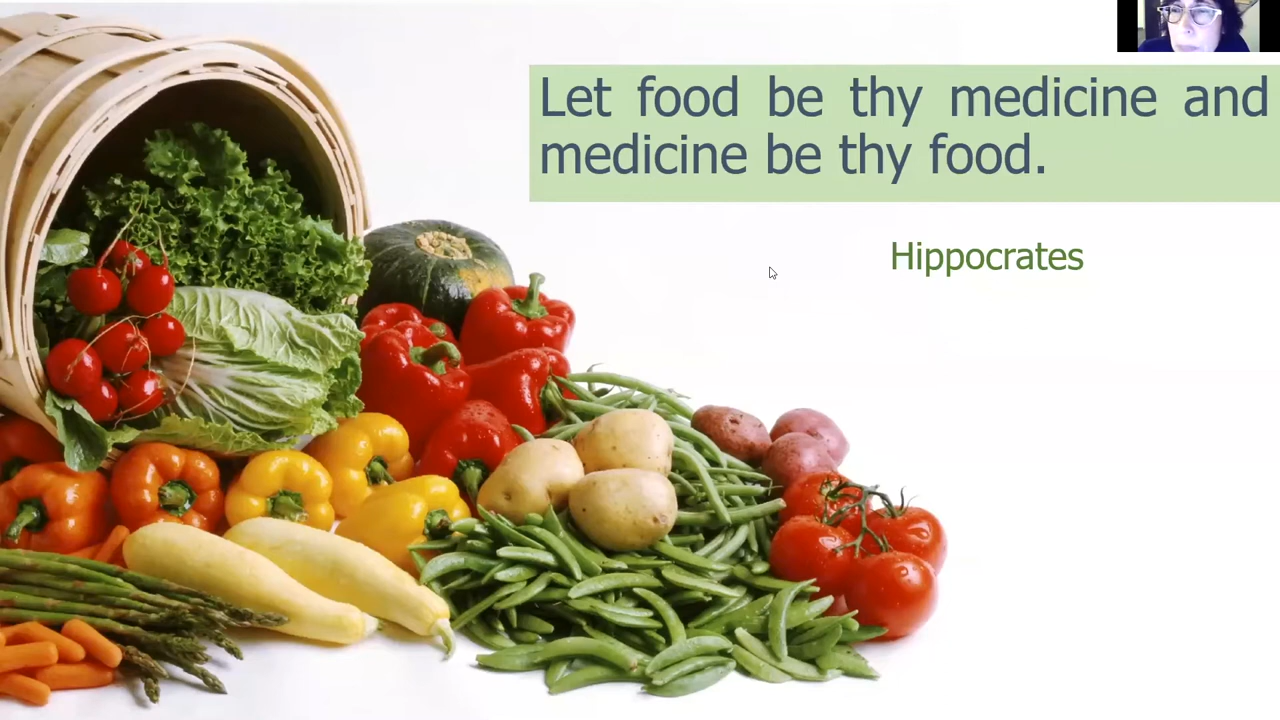 Let food be thy medicine and
medicine be thy food.
Hippocrates